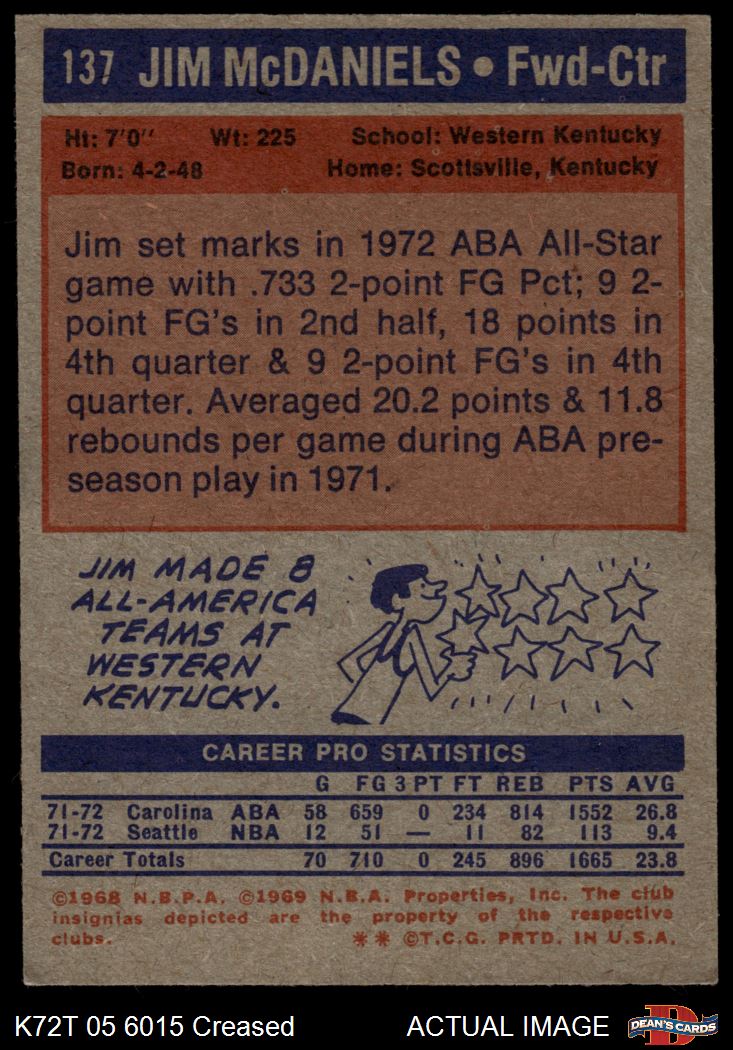 137 JIM McDANIELS • Fwd-Ctr
Ht: 7'0" Wt: 225 School: Western Kentucky
Born: 4-2-48 Home: Scottsville, Kentucky
Jim set marks in 1972 ABA All-Star
game with .733 2-point FG Pct; 9 2-
point FG's in 2nd half, 18 points in
4th quarter & 9 2-point FG's in 4th
quarter. Averaged 20.2 points & 11.8
rebounds per game during ABA pre-
season play in 1971.
JIM MADE 8
ALL-AMERICA
TEAMS AT
WESTERN
KENTUCKY.
CAREER PRO STATISTICS
G FG 3 PT FT REB PTS AVG
71-72 Carolina ABA 58 659 0 234 814 1552 26.8
71-72 Seattle NBA 12 51 — 11 82 113 9.4
Career Totals 70 710 0 245 896 1665 23.8
©1968 N.B.P.A. ©1969 N.B.A. Properties, Inc. The club
insignias depicted are the property of the respective
clubs. ** ©T.C.G. PRTD. IN U.S.A.
K72T 05 6015 Creased ACTUAL IMAGE DEAN'S CARDS